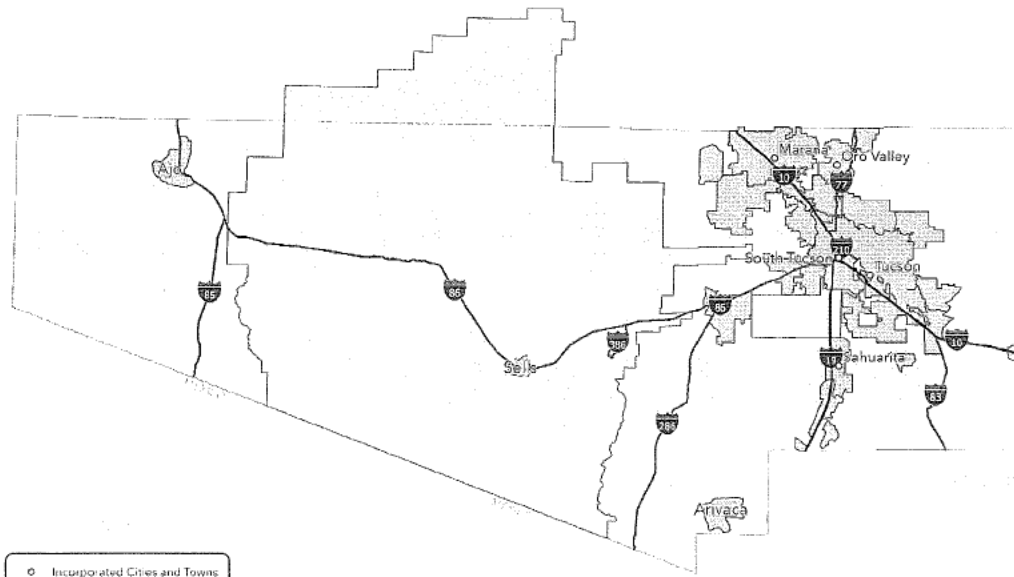 Marana
Oro Valley
Ajo
10
77
210
South Tucson
Tucson
85
86
85
386
10
19
Sahuarita
Sells
83
286
Arivaca
Incorporated Cities and Towns